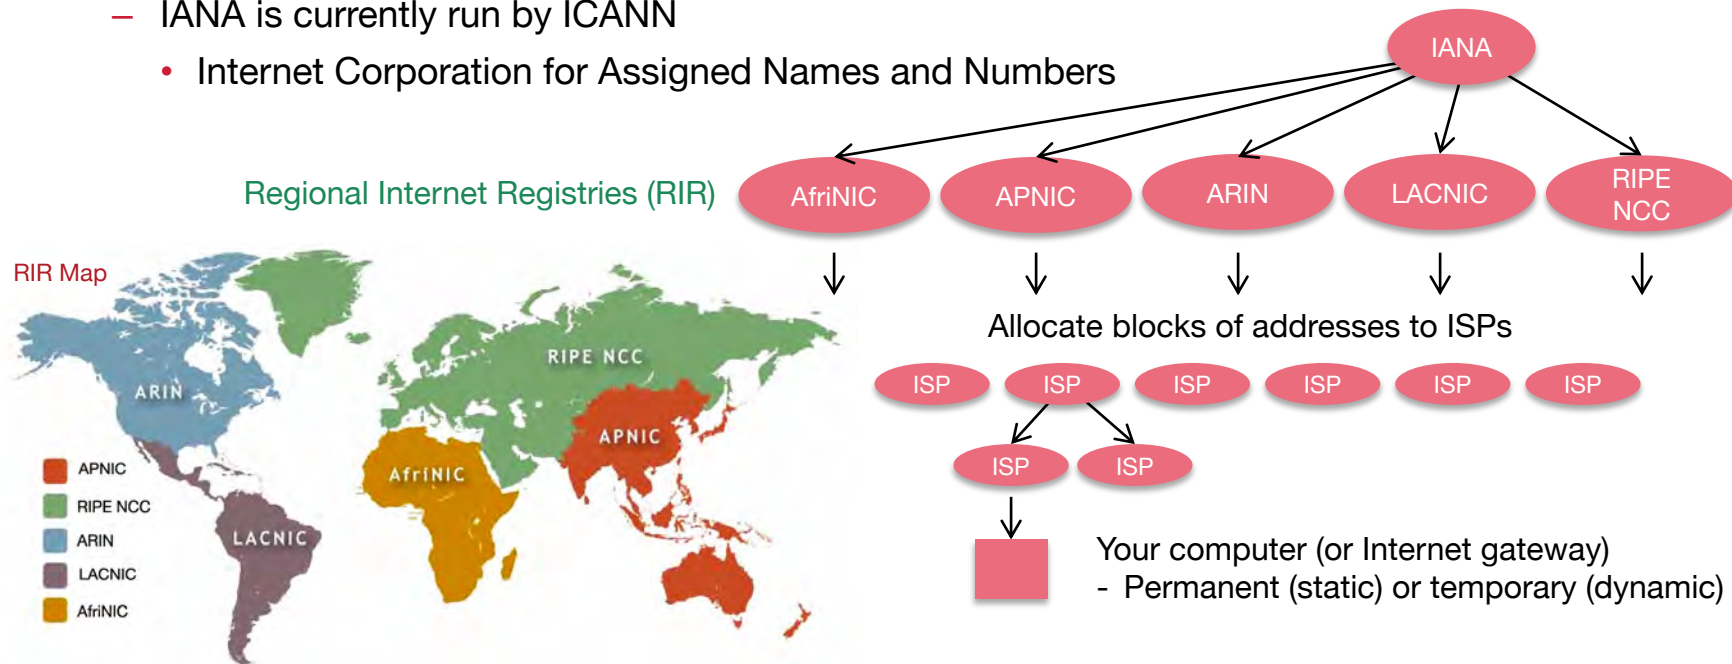 – IANA is currently run by ICANN
• Internet Corporation for Assigned Names and Numbers
IANA
Regional Internet Registries (RIR)
AfriNIC
APNIC
ARIN
LACNIC
RIPE
NCC
RIR Map
Allocate blocks of addresses to ISPs
ISP
ISP
ISP
ISP
ISP
ISP
ISP
ISP
Your computer (or Internet gateway)
- Permanent (static) or temporary (dynamic)
ARIN
RIPE NCC
APNIC
AfriNIC
LACNIC
APNIC
RIPE NCC
ARIN
LACNIC
AfriNIC